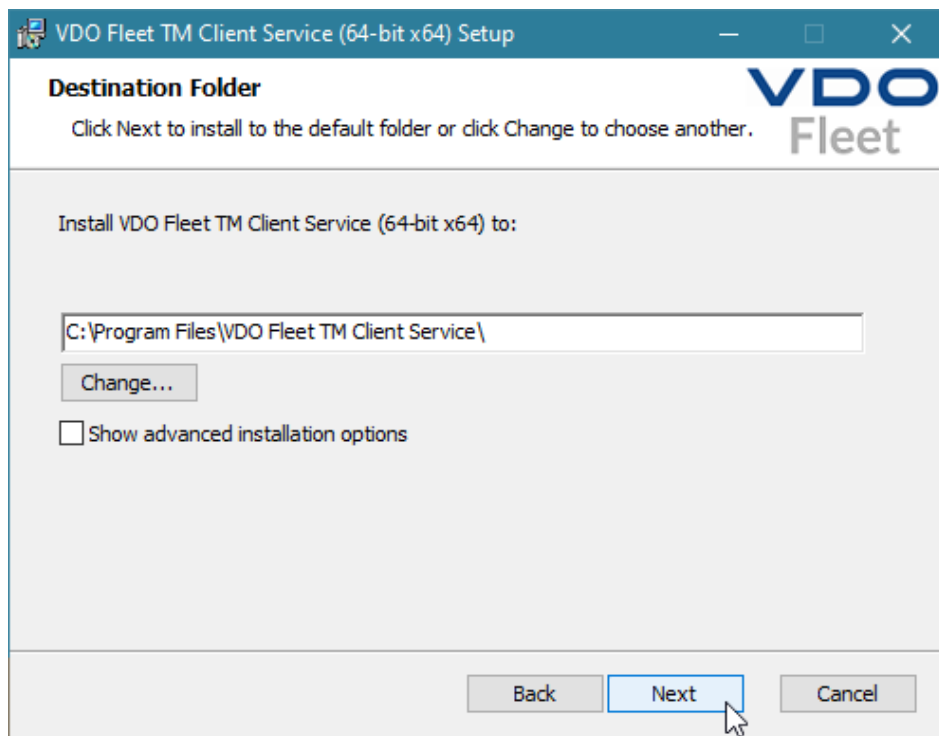 VDO Fleet TM Client Service (64-bit x64) Setup
Destination Folder
Click Next to install to the default folder or click Change to choose another.
VDO
Fleet
Install VDO Fleet TM Client Service (64-bit x64) to:
C:\Program Files\VDO Fleet TM Client Service\
Change...
Show advanced installation options
Back Next Cancel